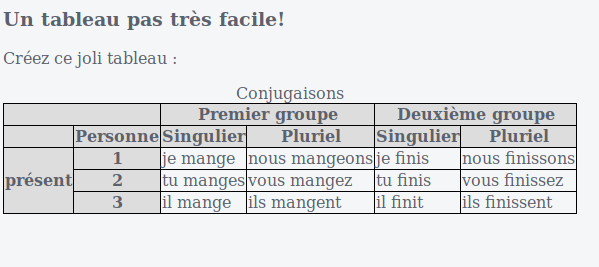 Un tableau pas très facile!
Créez ce joli tableau :
Conjugaisons
Premier groupe Deuxième groupe
Personne Singulier Pluriel Singulier Pluriel
1 je mange nous mangeons je finis nous finissons
présent 2 tu manges vous mangez tu finis vous finissez
3 il mange ils mangent il finit ils finissent